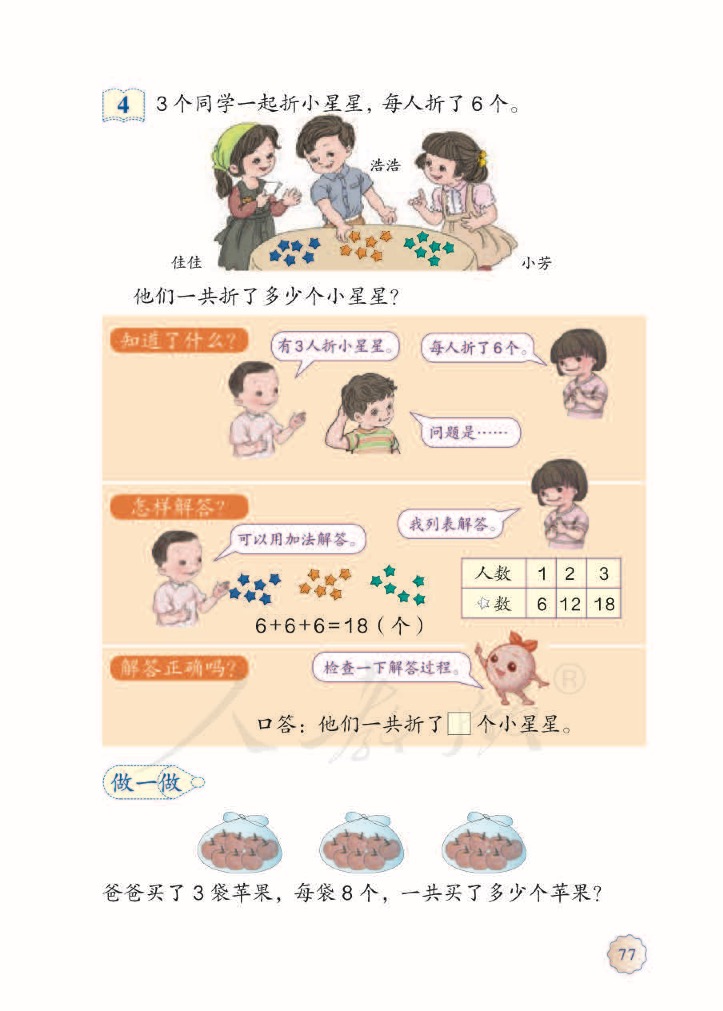 4 3个同学一起折小星星，每人折了6个。
浩浩
佳佳
小芳
他们一共折了多少个小星星？
知道了什么？
有3人折小星星。
每人折了6个。
问题是……
怎样解答？
我列表解答。
可以用加法解答。
人数 1 2 3
数 6 12 18
6+6+6=18（个）
解答正确吗？
检查一下解答过程。
口答：他们一共折了 个小星星。
人教版®
做一做
爸爸买了3袋苹果，每袋8个，一共买了多少个苹果？
77